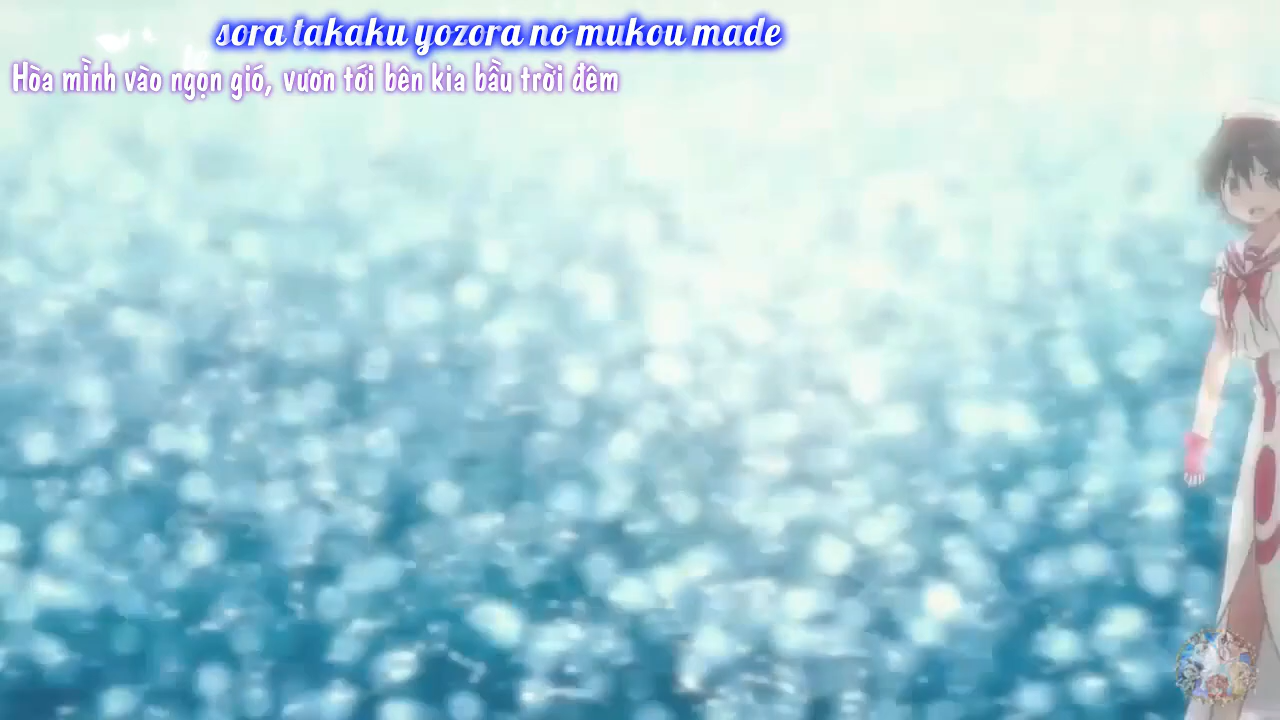 sora takaku yozora no mukou made
Hòa mình vào ngọn gió, vươn tới bên kia bầu trời đêm